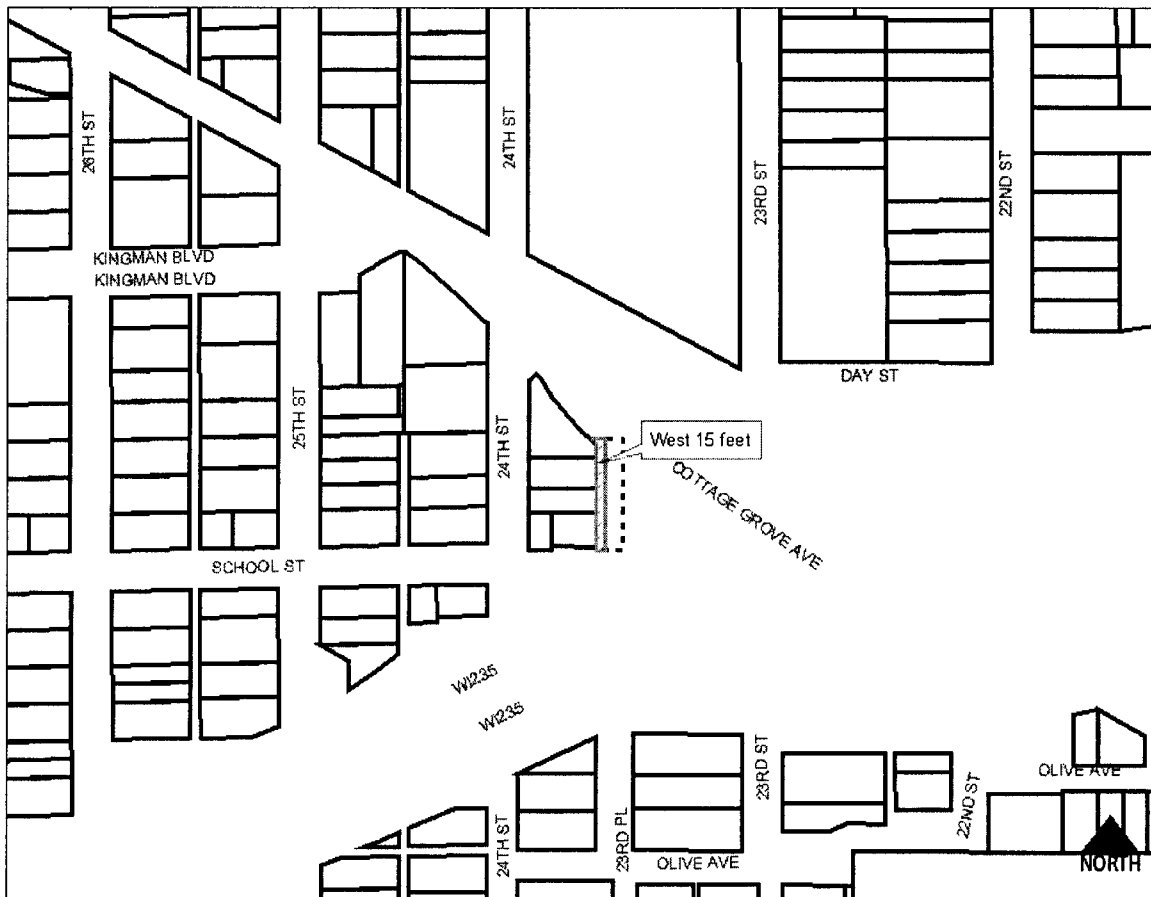 26TH ST
24TH ST
23RD ST
22ND ST
KINGMAN BLVD
KINGMAN BLVD
DAY ST
25TH ST
24TH ST
West 15 feet
COTTAGE GROVE AVE
SCHOOL ST
WI235
WI235
24TH ST
23RD PL
23RD ST
22ND ST
OLIVE AVE
OLIVE AVE
NORTH